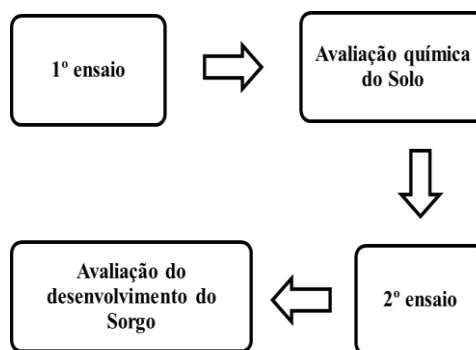 1º ensaio
Avaliação química
do Solo
2º ensaio
Avaliação do
desenvolvimento do
Sorgo